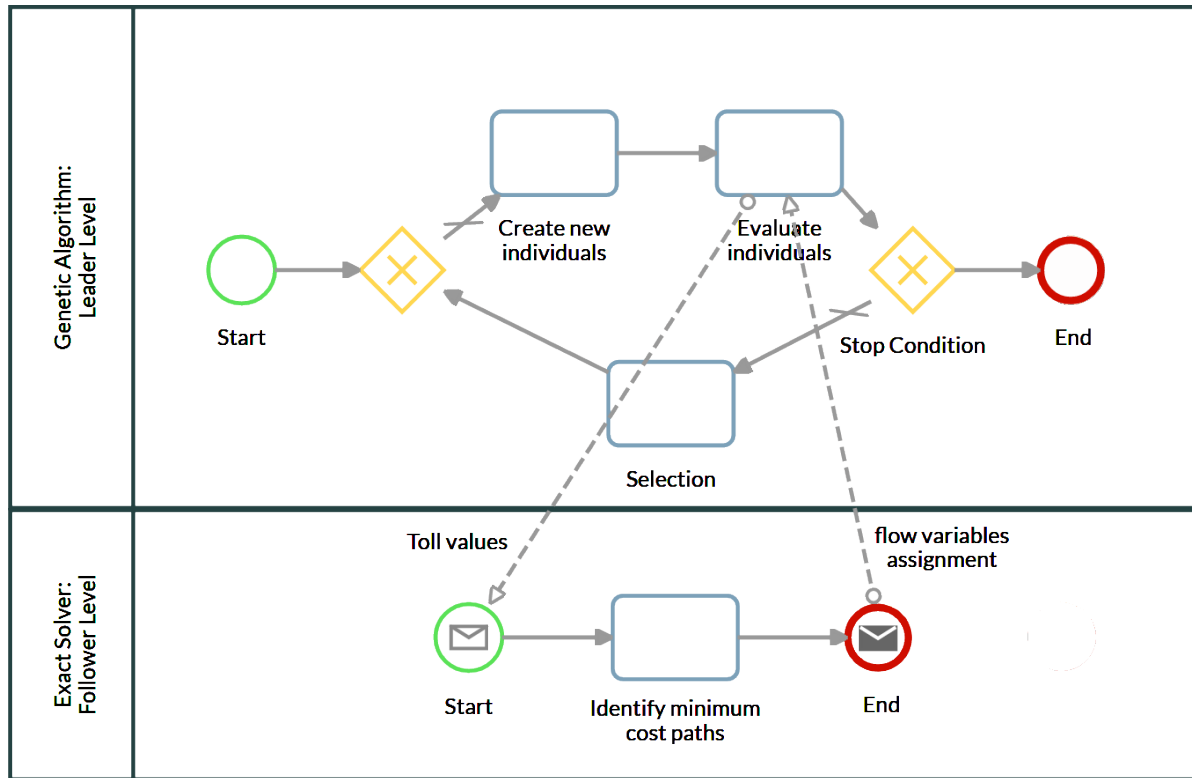 Genetic Algorithm:
Leader Level
Create new
individuals
Evaluate
individuals
Start
Stop Condition
End
Selection
Exact Solver:
Follower Level
Toll values
flow variables
assignment
Start
Identify minimum
cost paths
End